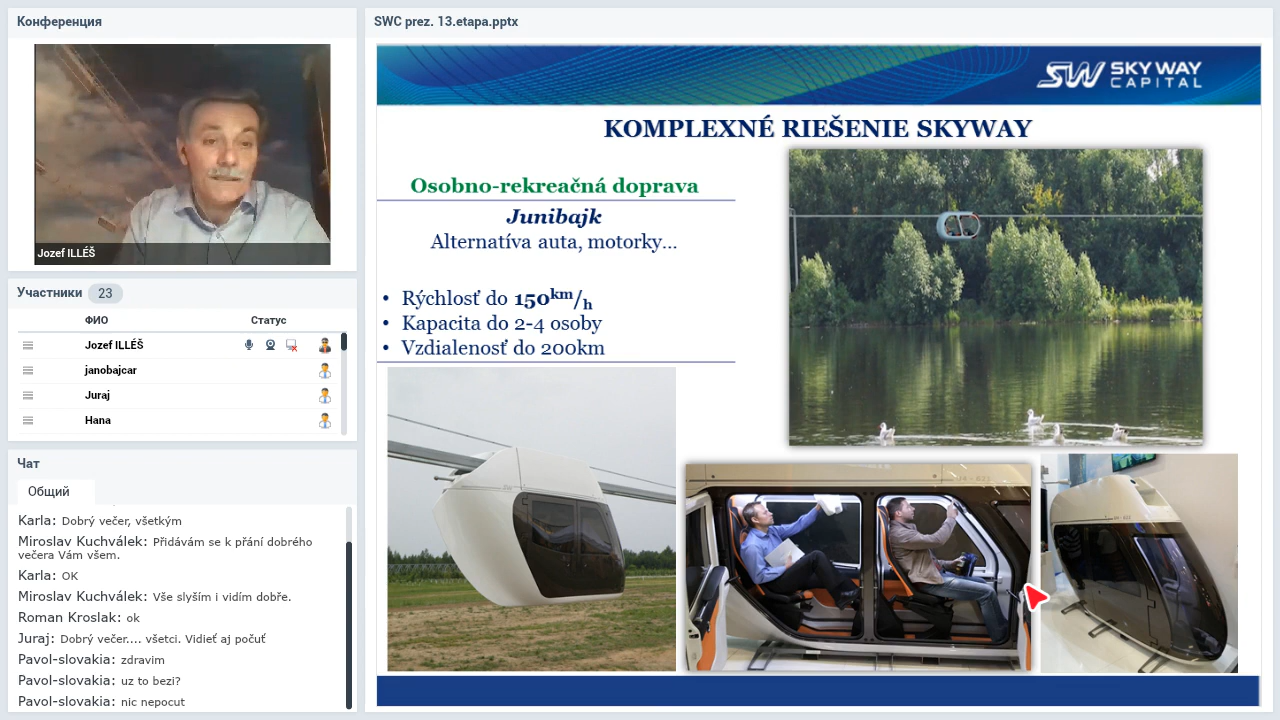 Конференция
Jozef ILLÉŠ
Участники 23
ФИО Статус
Jozef ILLÉŠ
janobajcar
Juraj
Hana
Чат
Общий
Karla: Dobrý večer, všetkým
Miroslav Kuchválek: Přidávám se k přání dobrého
večera Vám všem.
Karla: OK
Miroslav Kuchválek: Vše slyším i vidím dobře.
Roman Kroslak: ok
Juraj: Dobrý večer.... všetci. Vidieť aj počuť
Pavol-slovakia: zdravim
Pavol-slovakia: uz to bezi?
Pavol-slovakia: nic nepocut
SWC prez. 13.etapa.pptx
SW SKY WAY
CAPITAL
KOMPLEXNÉ RIEŠENIE SKYWAY
Osobno-rekreačná doprava
Junibajk
Alternatíva auta, motorky...
• Rýchlosť do 150km/h
• Kapacita do 2-4 osoby
• Vzdialenosť do 200km